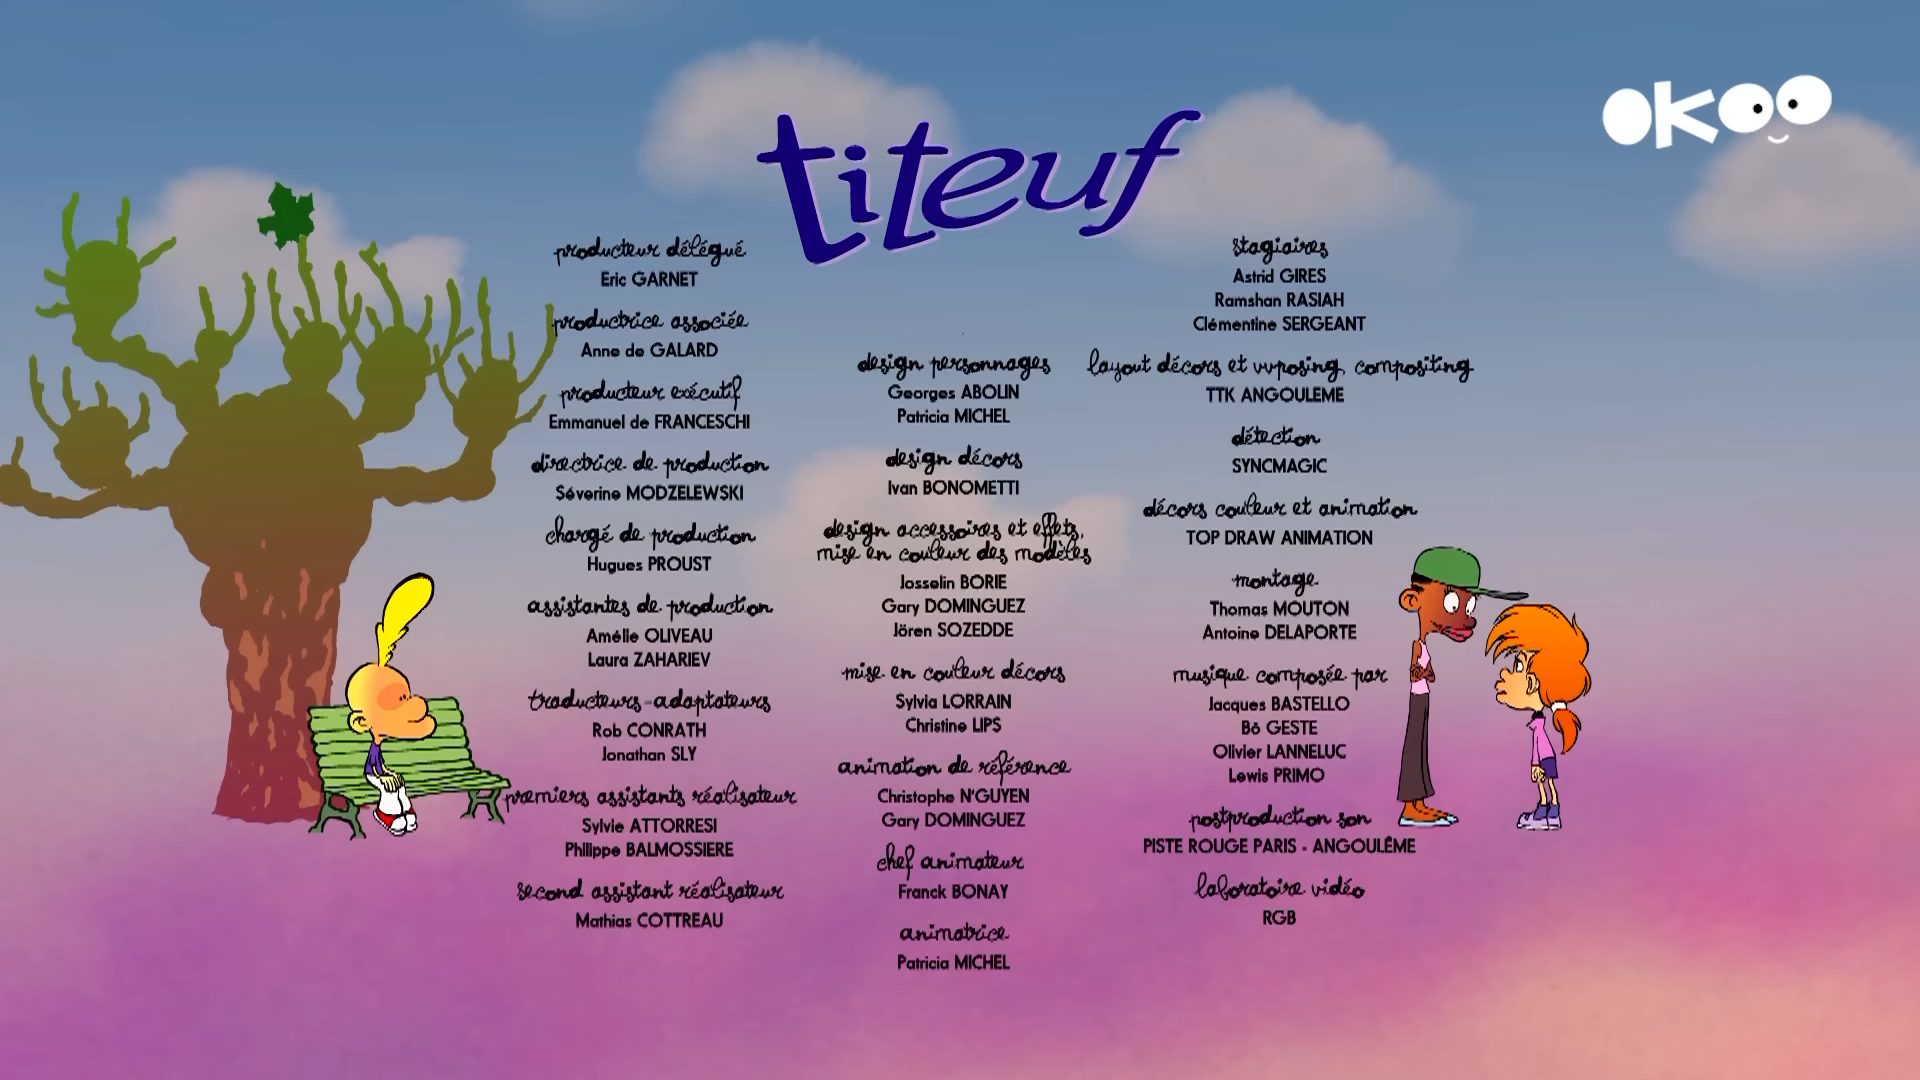 titeuf
OKOO
producteur délégué
Eric GARNET
productrice associée
Anne de GALARD
producteur exécutif
Emmanuel de FRANCESCHI
directrice de production
Séverine MODZELEWSKI
chargé de production
Hugues PROUST
assistantes de production
Amélie OLIVEAU
Laura ZAHARIEV
traducteurs-adaptateurs
Rob CONRATH
Jonathan SLY
premiers assistants réalisateur
Sylvie ATTORRESI
Philippe BALMOSSIERE
second assistant réalisateur
Mathias COTTREAU
design personnages
Georges ABOLIN
Patricia MICHEL
design décors
Ivan BONOMETTI
design accessoires et effets,
mise en couleur des modèles
Josselin BORIE
Gary DOMINGUEZ
Jören SOZEDDE
mise en couleur décors
Sylvia LORRAIN
Christine LIPS
animation de référence
Christophe N'GUYEN
Gary DOMINGUEZ
chef animateur
Franck BONAY
animatrice
Patricia MICHEL
stagiaires
Astrid GIRES
Ramshan RASIAH
Clémentine SERGEANT
layout décors et posing, compositing
TTK ANGOULEME
détection
SYNCMAGIC
décors couleur et animation
TOP DRAW ANIMATION
montage
Thomas MOUTON
Antoine DELAPORTE
musique composée par
Jacques BASTELLO
Bô GESTE
Olivier LANNELUC
Lewis PRIMO
postproduction son
PISTE ROUGE PARIS - ANGOULÊME
laboratoire vidéo
RGB